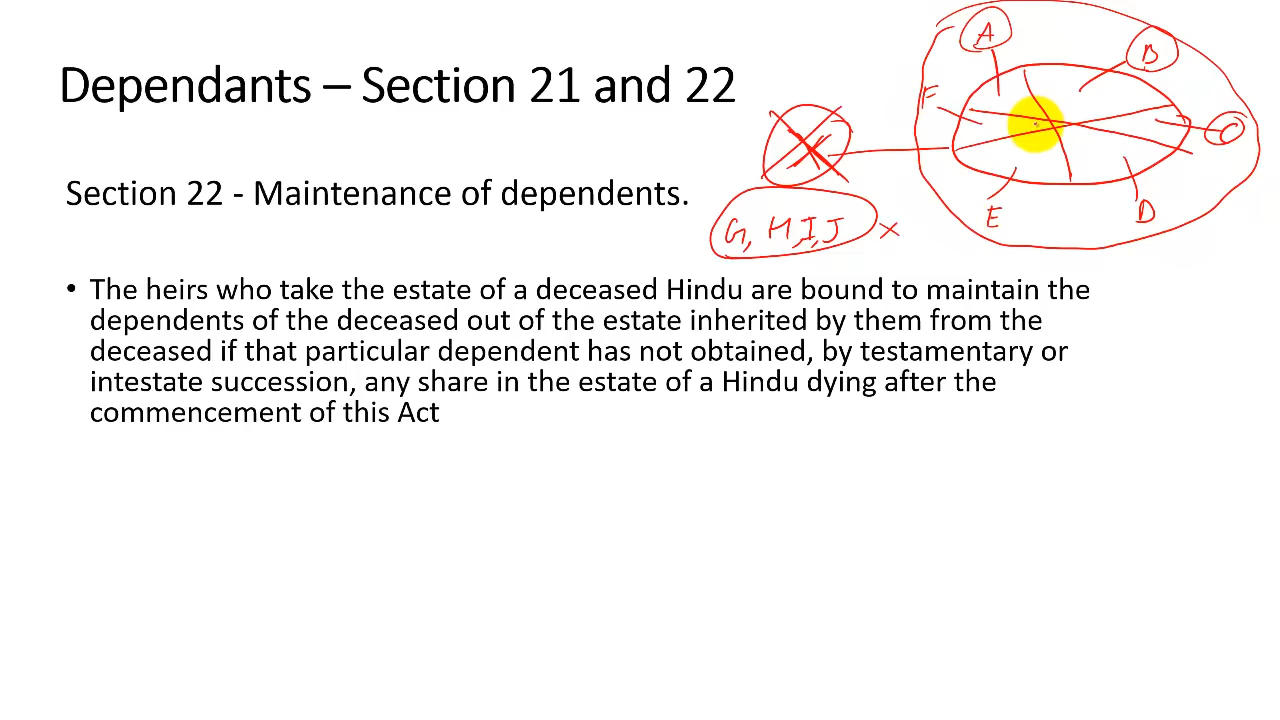 Dependants – Section 21 and 22
A
B
F
C
X
Section 22 - Maintenance of dependents.
E
D
G, H, I, J ×
• The heirs who take the estate of a deceased Hindu are bound to maintain the
dependents of the deceased out of the estate inherited by them from the
deceased if that particular dependent has not obtained, by testamentary or
intestate succession, any share in the estate of a Hindu dying after the
commencement of this Act